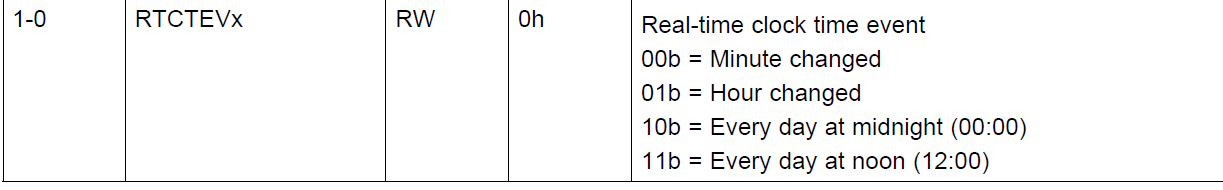 1-0 RTCTEVx RW 0h Real-time clock time event
00b = Minute changed
01b = Hour changed
10b = Every day at midnight (00:00)
11b = Every day at noon (12:00)